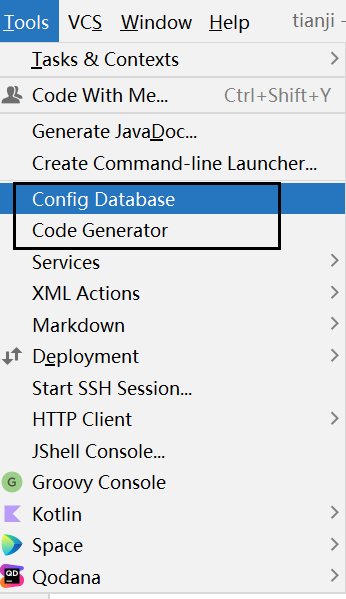 Tools VCS Window Help tianji -
Tasks & Contexts
Code With Me... Ctrl+Shift+Y
Generate JavaDoc...
Create Command-line Launcher...
Config Database
Code Generator
Services
XML Actions
Markdown
Deployment
Start SSH Session...
HTTP Client
JShell Console...
G Groovy Console
Kotlin
Space
QD Qodana